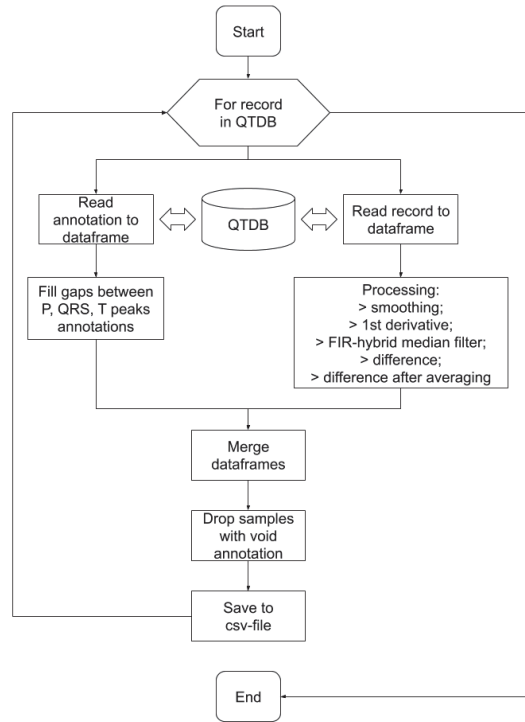 Start
For record
in QTDB
Read
annotation to
dataframe
QTDB
Read record to
dataframe
Fill gaps between
P, QRS, T peaks
annotations
Processing:
> smoothing;
> 1st derivative;
> FIR-hybrid median filter;
> difference;
> difference after averaging
Merge
dataframes
Drop samples
with void
annotation
Save to
csv-file
End